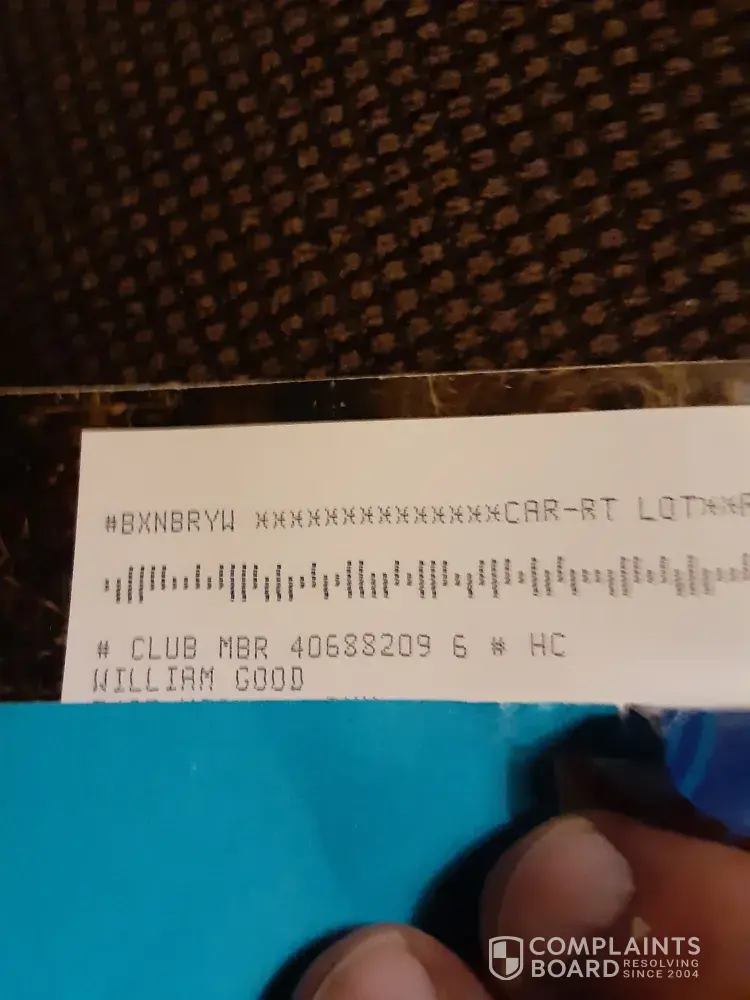 #BXNBRYW **************CAR-RT LOT**R
# CLUB MBR 40688209 6 # HC
WILLIAM GOOD
COMPLAINTS
BOARD RESOLVING
SINCE 2004